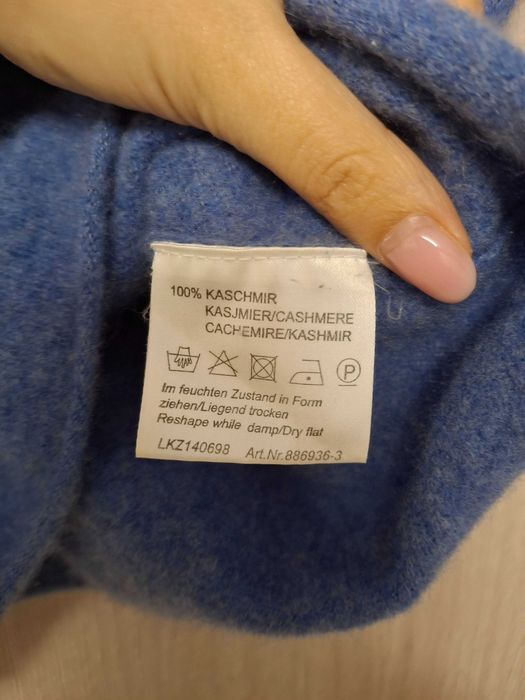 100% KASCHMIR
KASJMIER/CASHMERE
CACHEMIRE/KASHMIR
P
Im feuchten Zustand in Form
ziehen/Liegend trocken
Reshape while damp/Dry flat
LKZ140698 Art.Nr.886936-3